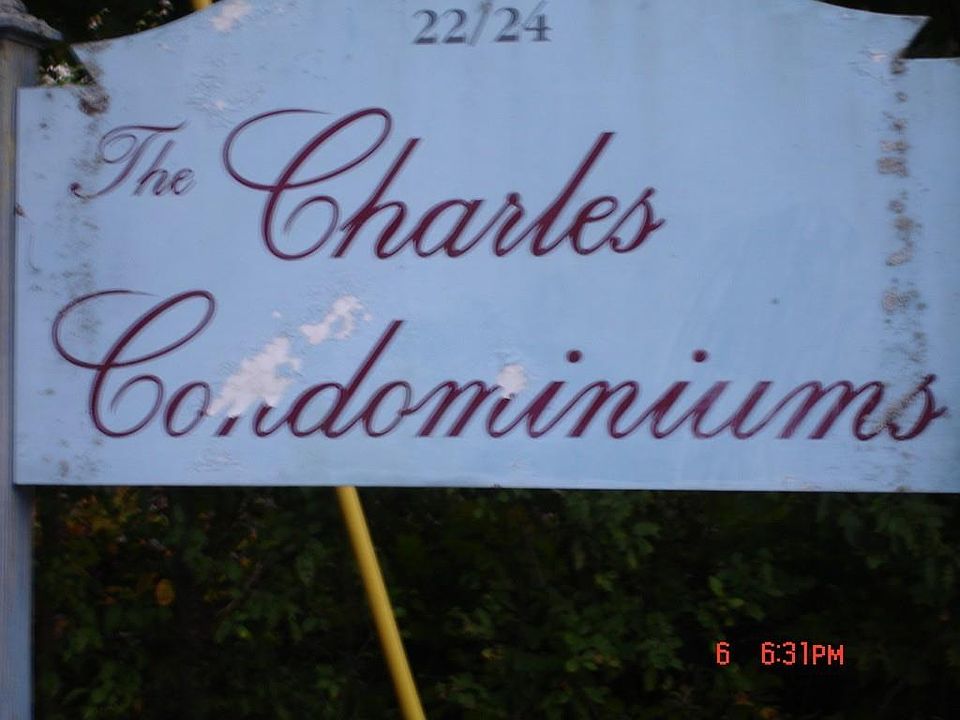 22/24
The Charles
Condominiums
6 6:31PM